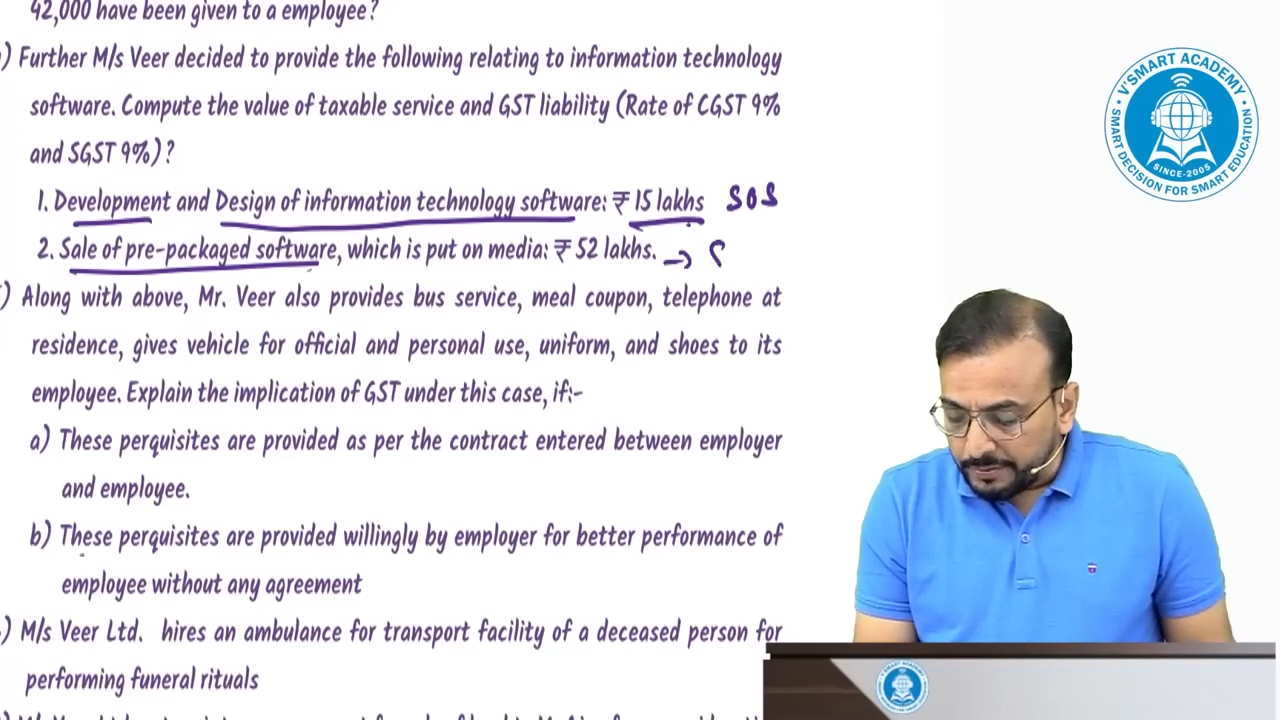 42,000 have been given to a employee?
) Further M/s Veer decided to provide the following relating to information technology
software. Compute the value of taxable service and GST liability (Rate of CGST 9%
and SGST 9%)?
1. Development and Design of information technology software: ₹ 15 lakhs SOS
2. Sale of pre-packaged software, which is put on media: ₹ 52 lakhs. →
) Along with above, Mr. Veer also provides bus service, meal coupon, telephone at
residence, gives vehicle for official and personal use, uniform, and shoes to its
employee. Explain the implication of GST under this case, if:-
a) These perquisites are provided as per the contract entered between employer
and employee.
b) These perquisites are provided willingly by employer for better performance of
employee without any agreement
) M/s Veer Ltd. hires an ambulance for transport facility of a deceased person for
performing funeral rituals
V'SMART ACADEMY
SINCE-2005
SMART DECISION FOR SMART EDUCATION